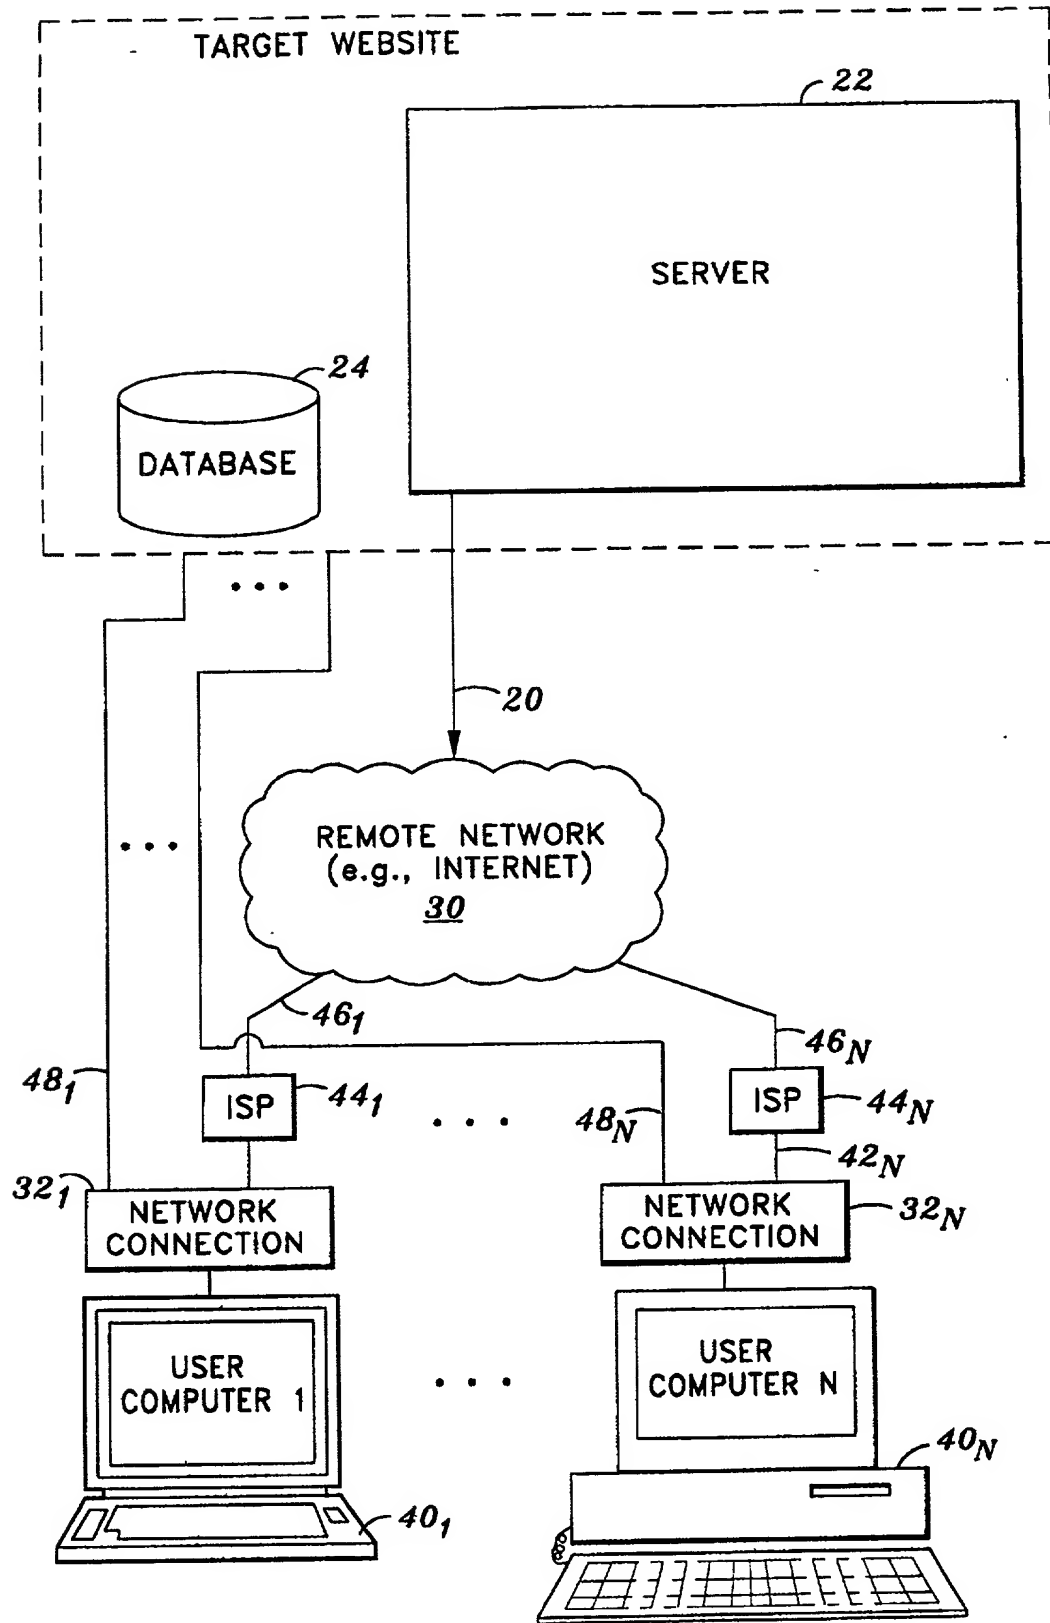 TARGET WEBSITE
22
SERVER
24
DATABASE
20
REMOTE NETWORK
(e.g., INTERNET)
30
46₁
46N
48₁
ISP
44₁
48N
ISP
44N
42N
32₁
NETWORK
CONNECTION
NETWORK
CONNECTION
32N
USER
COMPUTER 1
USER
COMPUTER N
40N
40₁